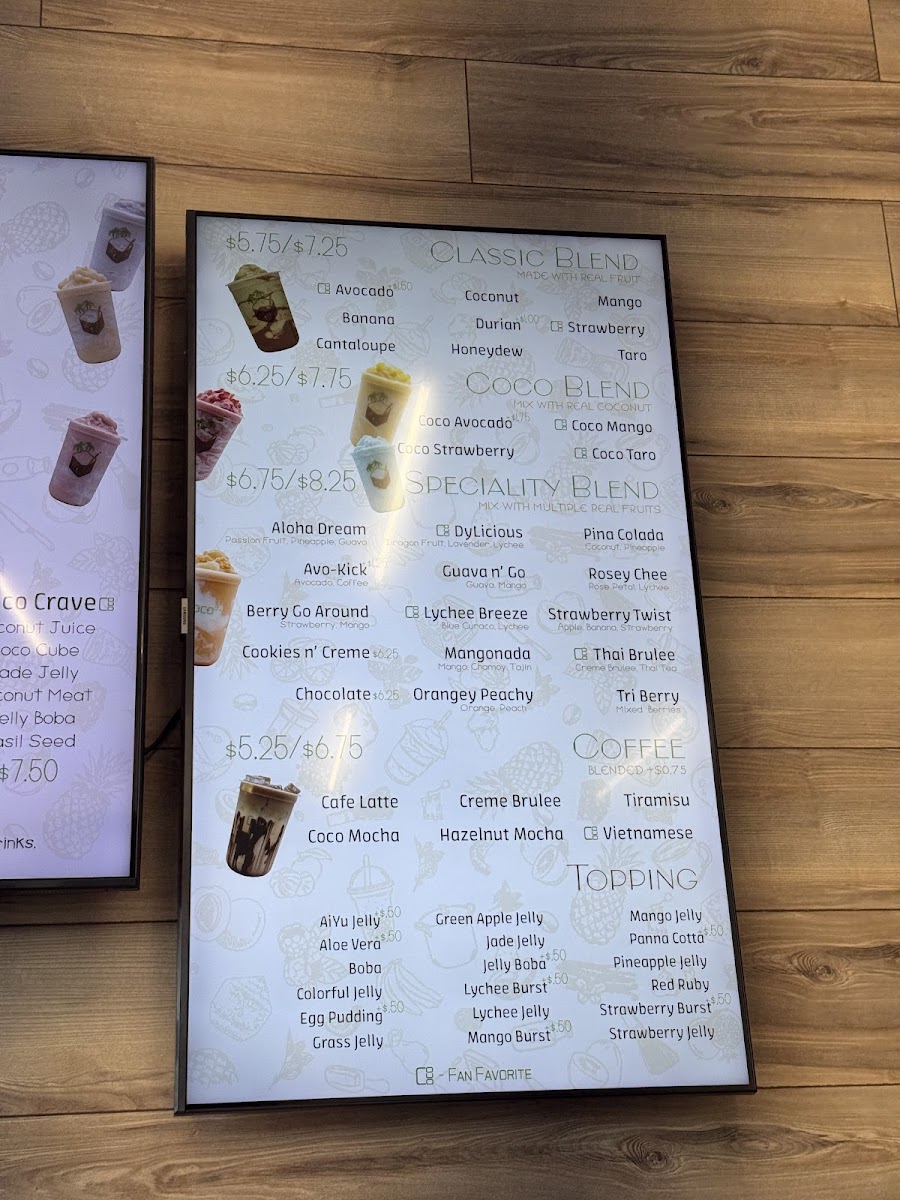 co Crave
conut Juice
oco Cube
ade Jelly
conut Meat
elly Boba
asil Seed
$7.50
rinks.
$5.75/$7.25
Classic Blend
made with real fruit
Avocado +$1.50
Coconut
Mango
Banana
Durian +$1.00
Strawberry
Cantaloupe
Honeydew
Taro
$6.25/$7.75
Coco Blend
mix with real coconut
Coco Avocado
Coco Mango
Coco Strawberry
Coco Taro
$6.75/$8.25
Speciality Blend
mix with multiple real fruits
Aloha Dream
Passion Fruit, Pineapple, Guava
DyLicious
Dragon Fruit, Lavender, Lychee
Pina Colada
Coconut, Pineapple
Avo-Kick
Avocado, Coffee
Guava n' Go
Guava, Mango
Rosey Chee
Rose Petal, Lychee
Berry Go Around
Strawberry, Mango
Lychee Breeze
Blue Curaco, Lychee
Strawberry Twist
Apple, Banana, Strawberry
Cookies n' Creme $6.25
Mangonada
Mango, Chamoy, Tajin
Thai Brulee
Creme Brulee, Thai Tea
Chocolate $6.25
Orangey Peachy
Orange, Peach
Tri Berry
Mixed Berries
$5.25/$6.75
Coffee
Blended +$0.75
Cafe Latte
Creme Brulee
Tiramisu
Coco Mocha
Hazelnut Mocha
Vietnamese
Topping
AiYu Jelly +$.50
Green Apple Jelly
Mango Jelly
Aloe Vera +$.50
Jade Jelly
Panna Cotta +$.50
Boba
Jelly Boba +$.50
Pineapple Jelly
Colorful Jelly
Lychee Burst +$.50
Red Ruby
Egg Pudding +$.50
Lychee Jelly
Strawberry Burst +$.50
Grass Jelly
Mango Burst +$.50
Strawberry Jelly
- Fan Favorite